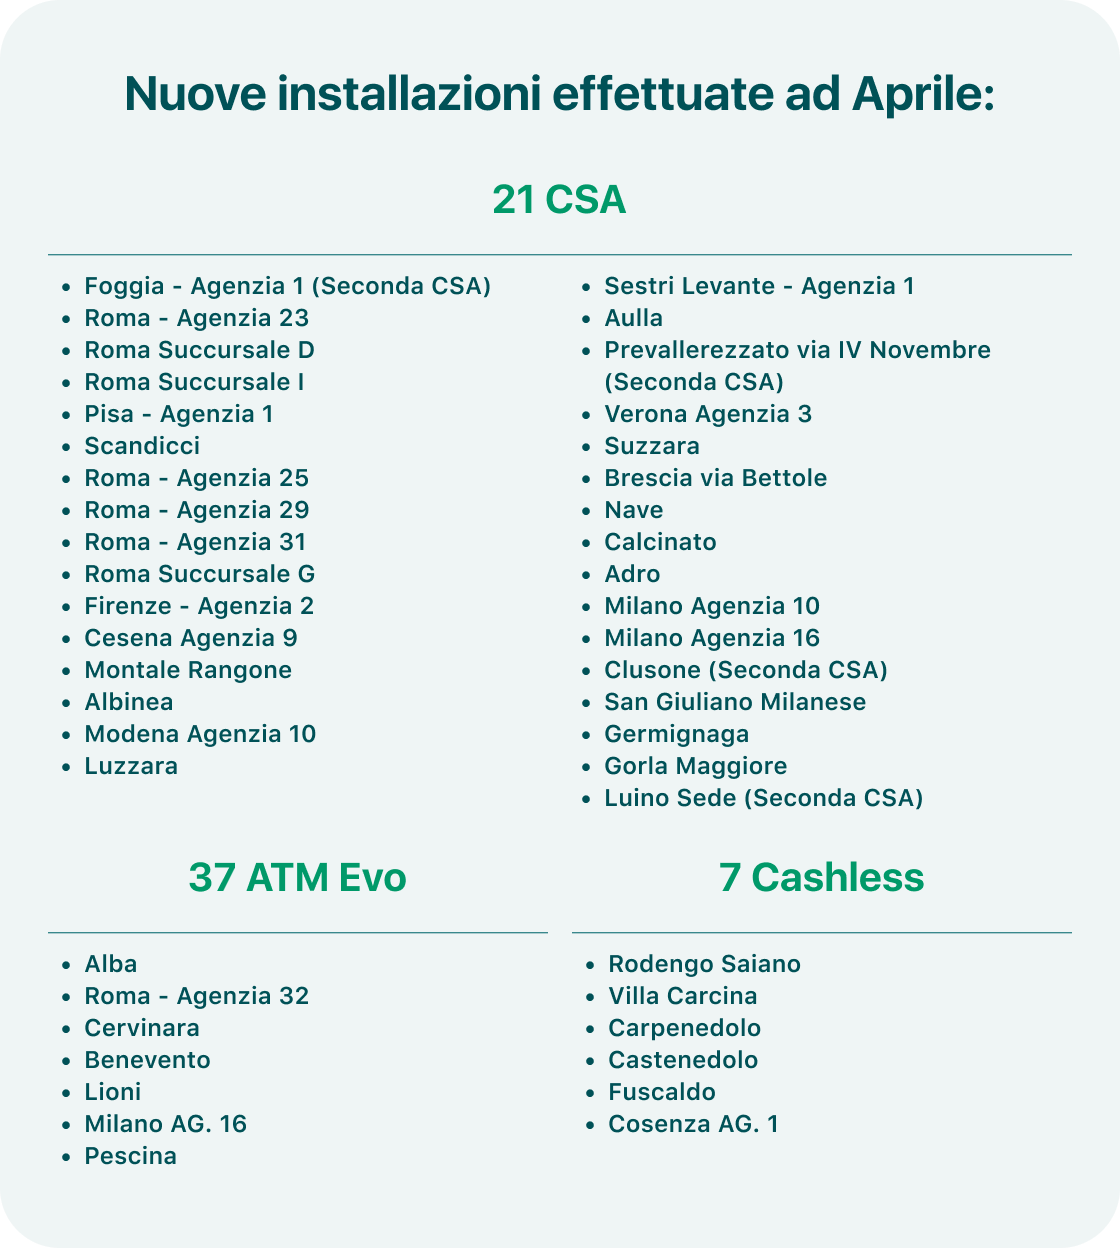 Nuove installazioni effettuate ad Aprile:
21 CSA
• Foggia - Agenzia 1 (Seconda CSA)
• Roma - Agenzia 23
• Roma Succursale D
• Roma Succursale I
• Pisa - Agenzia 1
• Scandicci
• Roma - Agenzia 25
• Roma - Agenzia 29
• Roma - Agenzia 31
• Roma Succursale G
• Firenze - Agenzia 2
• Cesena Agenzia 9
• Montale Rangone
• Albinea
• Modena Agenzia 10
• Luzzara
• Sestri Levante - Agenzia 1
• Aulla
• Prevallerezzato via IV Novembre
(Seconda CSA)
• Verona Agenzia 3
• Suzzara
• Brescia via Bettole
• Nave
• Calcinato
• Adro
• Milano Agenzia 10
• Milano Agenzia 16
• Clusone (Seconda CSA)
• San Giuliano Milanese
• Germignaga
• Gorla Maggiore
• Luino Sede (Seconda CSA)
37 ATM Evo
• Alba
• Roma - Agenzia 32
• Cervinara
• Benevento
• Lioni
• Milano AG. 16
• Pescina
7 Cashless
• Rodengo Saiano
• Villa Carcina
• Carpenedolo
• Castenedolo
• Fuscaldo
• Cosenza AG. 1